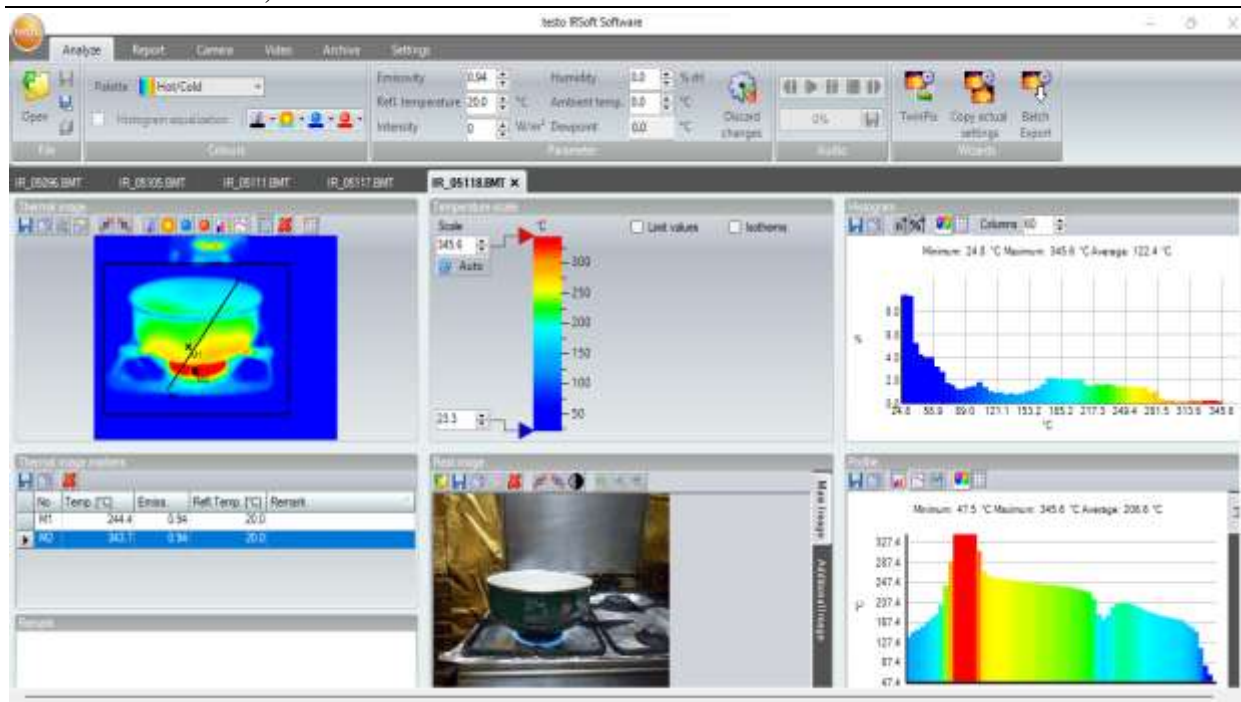 testo IRSoft Software
Analyze Report Camera Video Archive Settings
Open
Palette Hot/Cold
Histogram equalization
Emissivity 0.94
Refl. temperature 20.0 °C
Intensity 0 W/m²
Humidity 0.0
Ambient temp. 0.0 °C
Dewpoint 0.0 °C
Discard changes
0%
TwinPix
Copy actual settings
Batch Export
File Colours Parameter Audio Wizards
IR_05105.BMT IR_05111.BMT IR_05117.BMT IR_05118.BMT
Thermal image
M1
Temperature scale
Scale °C
345.6
Auto
Limit values Isotherms
300
250
200
150
100
50
Histogram
Columns
Minimum: 24.8 °C Maximum: 345.6 °C Average: 122.4 °C
%
24.8 56.9 89.0 121.1 153.2 185.2 217.3 249.4 281.5 313.6 345.6
°C
Thermal image markers
No. Temp. [°C] Emiss. Refl. Temp. [°C] Remark
M1 244.4 0.94 20.0
M2 343.7 0.94 20.0
Remark
Real image
Main Image
Additional image
Profile
Minimum: 47.5 °C Maximum: 345.6 °C Average: 208.6 °C
327.4
287.4
247.4
207.4
167.4
127.4
87.4
47.4
°C